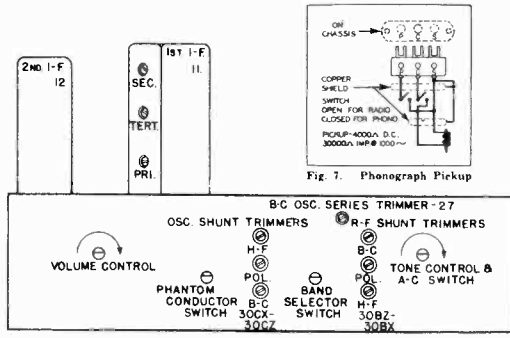 ON
CHASSIS
COPPER
SHIELD
SWITCH
OPEN FOR RADIO
CLOSED FOR PHONO
PICKUP-4000Ω D.C.
30000Ω IMP @ 1000~
Fig. 7. Phonograph Pickup
2ND I-F
12
1ST I-F
11.
SEC.
TERT.
PRI.
B-C OSC. SERIES TRIMMER-27
OSC. SHUNT TRIMMERS
R-F SHUNT TRIMMERS
H-F
B-C
VOLUME CONTROL
TONE CONTROL &
A-C SWITCH
POL.
POL.
PHANTOM
CONDUCTOR
SWITCH
BAND
SELECTOR
SWITCH
B-C
30CX-
30CZ
H-F
30BZ-
30BX